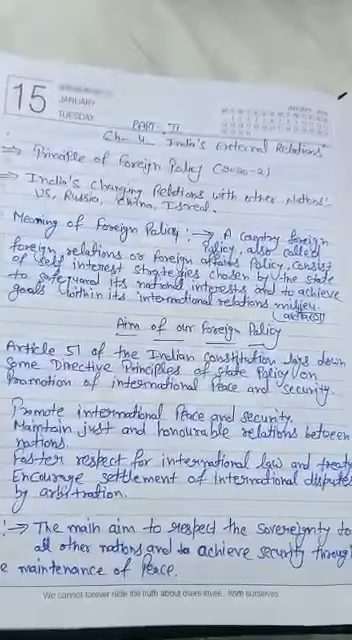 15
JANUARY
TUESDAY
PART- II
Ch- 4 India's External Relations
⇒ Principle of Foreign Policy (2020-21)
⇒ India's Changing Relations with other Nations:-
US, Russia, China, Isreal.
Meaning of Foreign Policy :→ A country foreign
Policy, also called
foreign relations or foreign affairs Policy, consist
of self interest strategies chosen by the state
to safeguard its national interests and to achieve
goals within its international relations milieu.
Aim of our Foreign Policy
Article 51 of the Indian constitution lays down
some Directive Principles of state Policy on
Promotion of international Peace and security.
Promote international Peace and security.
Maintain just and honourable relations between
nations.
Foster respect for international law and treaty
Encourage settlement of International disputes
by arbitration.
!→ The main aim to respect the sovereignty to
all other nations and to achieve security through
e maintenance of Peace.
We cannot forever hide the truth about ourselves, from ourselves